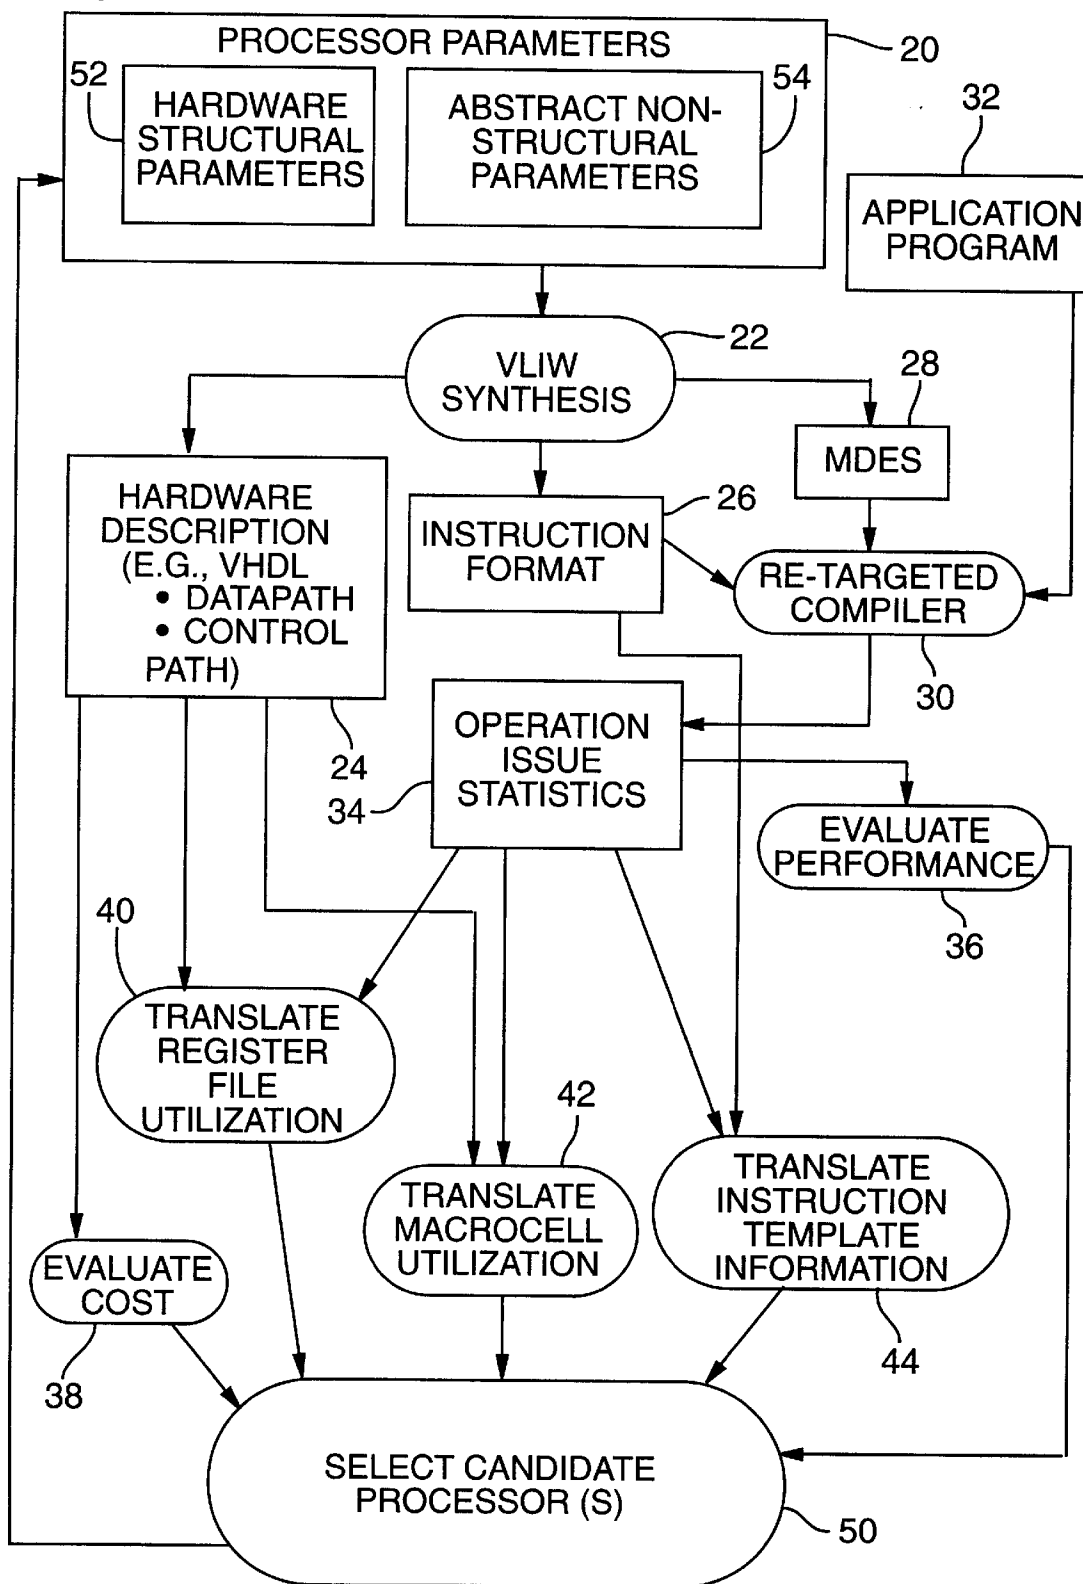 PROCESSOR PARAMETERS
20
52
HARDWARE
STRUCTURAL
PARAMETERS
ABSTRACT NON-
STRUCTURAL
PARAMETERS
54
32
APPLICATION
PROGRAM
VLIW
SYNTHESIS
22
28
MDES
HARDWARE
DESCRIPTION
(E.G., VHDL
• DATAPATH
• CONTROL
PATH)
24
INSTRUCTION
FORMAT
26
RE-TARGETED
COMPILER
30
OPERATION
ISSUE
STATISTICS
34
EVALUATE
PERFORMANCE
36
40
TRANSLATE
REGISTER
FILE
UTILIZATION
42
TRANSLATE
MACROCELL
UTILIZATION
TRANSLATE
INSTRUCTION
TEMPLATE
INFORMATION
44
EVALUATE
COST
38
SELECT CANDIDATE
PROCESSOR (S)
50